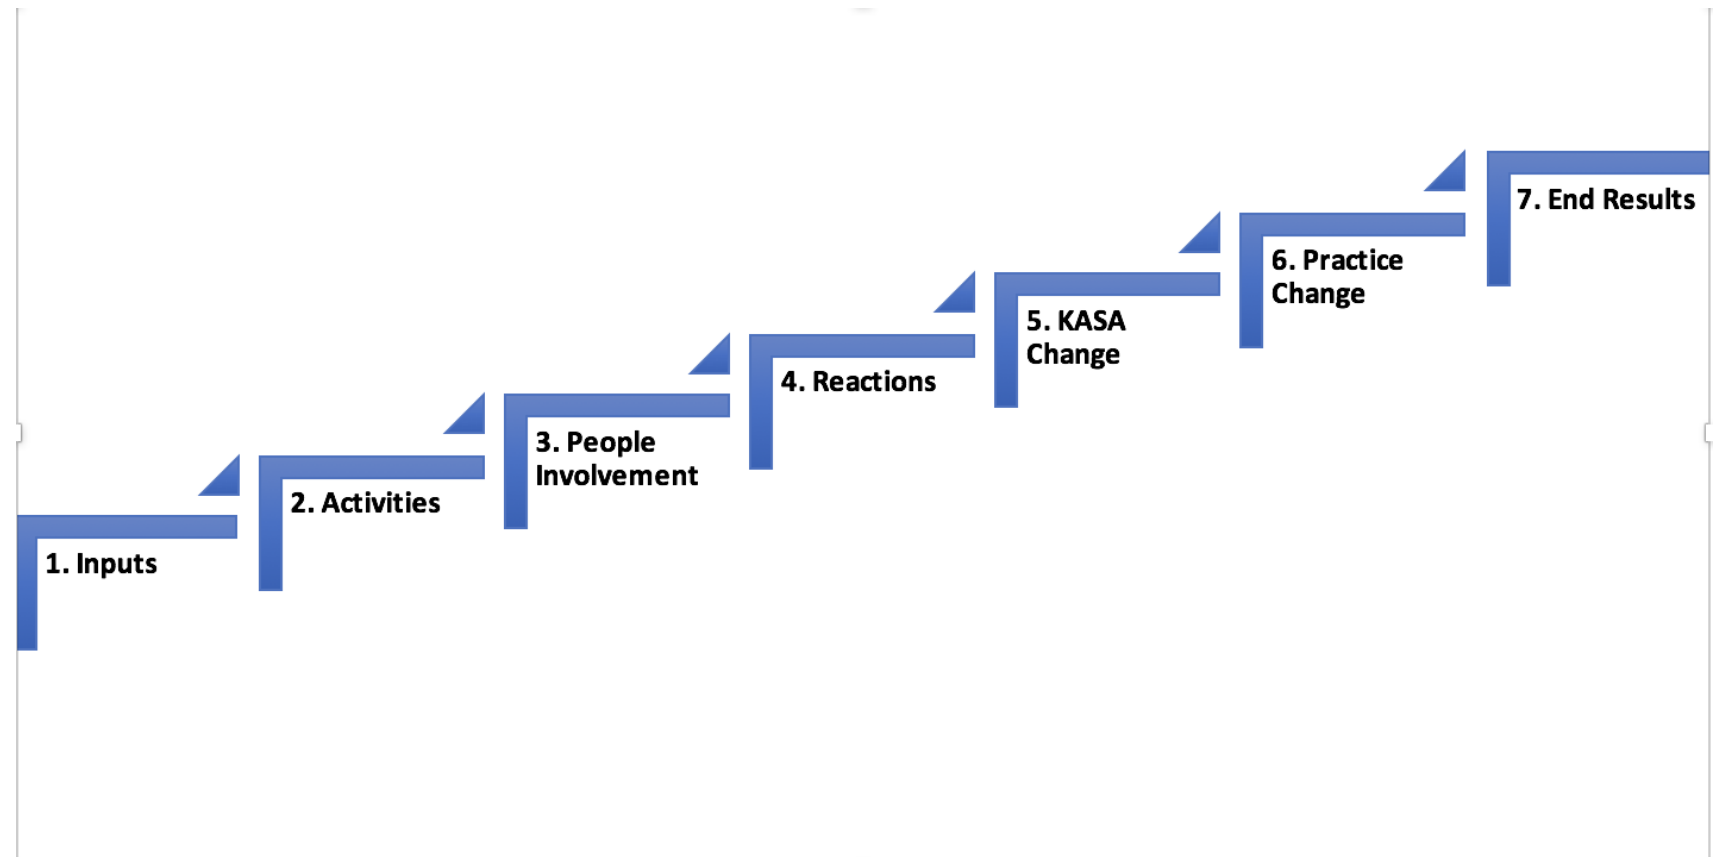 1. Inputs
2. Activities
3. People
Involvement
4. Reactions
5. KASA
Change
6. Practice
Change
7. End Results